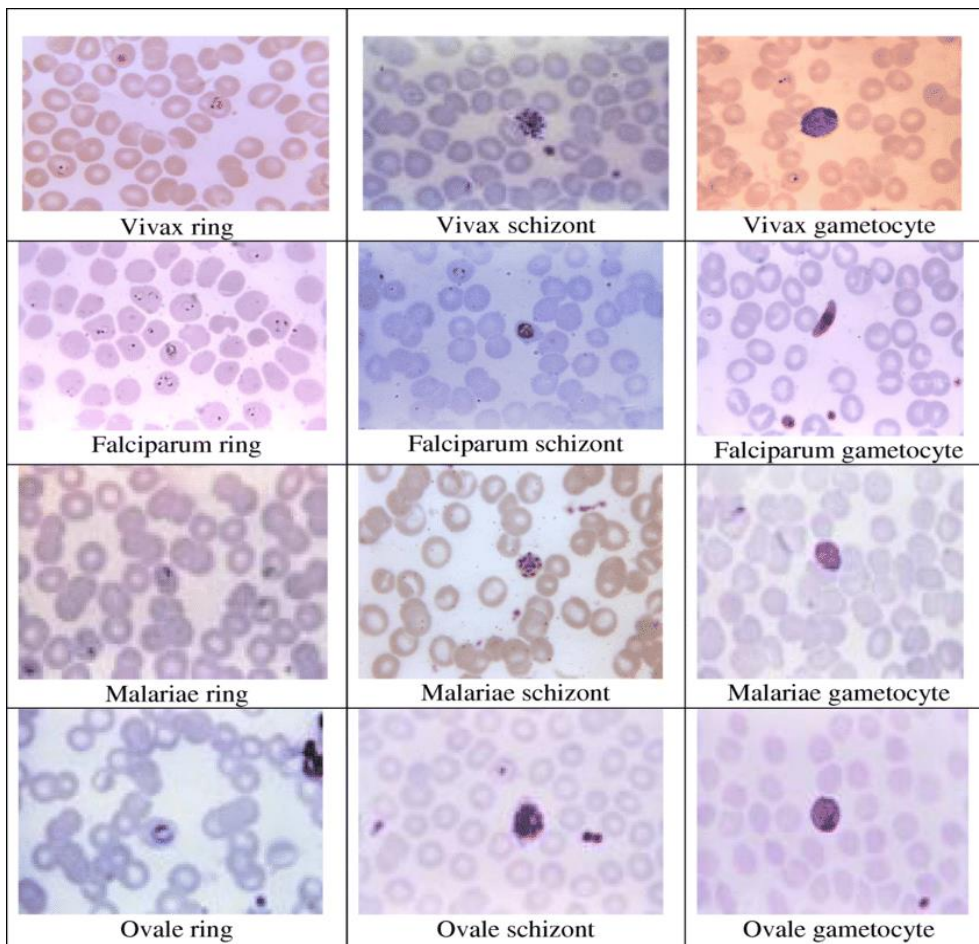 Vivax ring
Vivax schizont
Vivax gametocyte
Falciparum ring
Falciparum schizont
Falciparum gametocyte
Malariae ring
Malariae schizont
Malariae gametocyte
Ovale ring
Ovale schizont
Ovale gametocyte